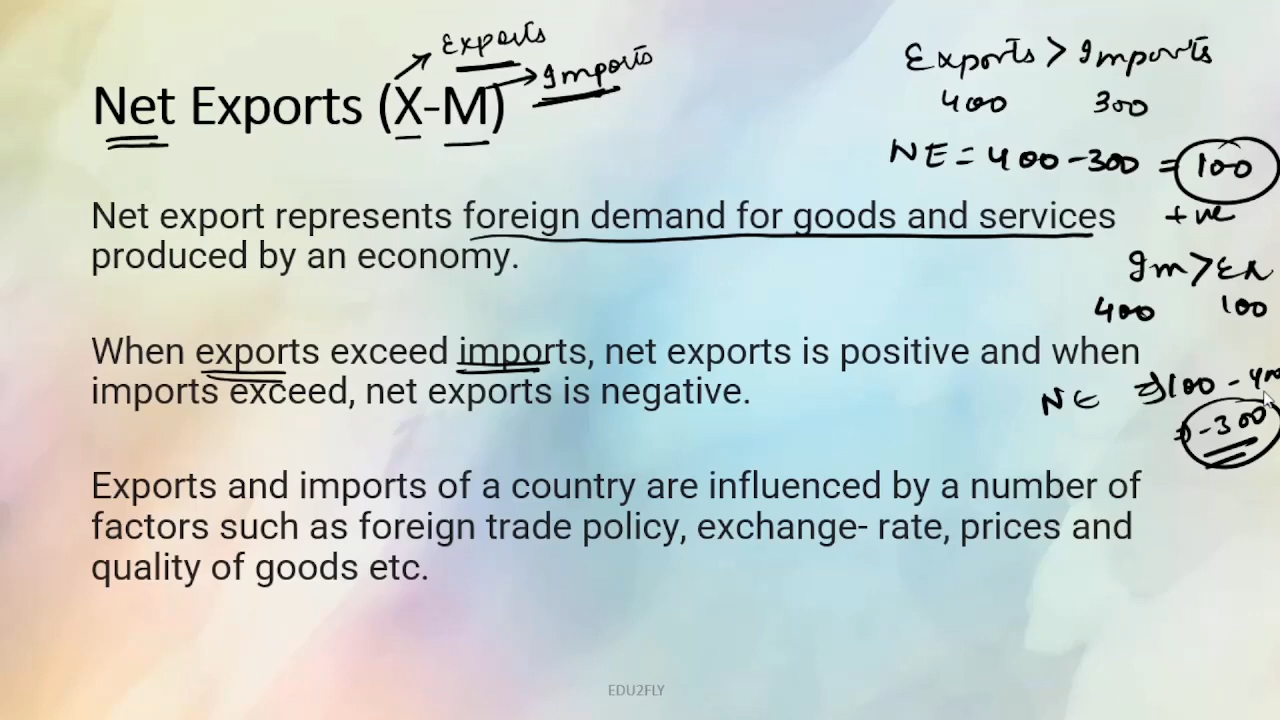 Exports
Imports
Net Exports (X-M)
Exports > Imports
400 300
NE = 400 - 300 = 100
+ve
Net export represents foreign demand for goods and services
produced by an economy.
Im > Ex
400 100
When exports exceed imports, net exports is positive and when
imports exceed, net exports is negative.
NE ⇒ 100 - 400
⇒ -300
Exports and imports of a country are influenced by a number of
factors such as foreign trade policy, exchange- rate, prices and
quality of goods etc.
EDU2FLY